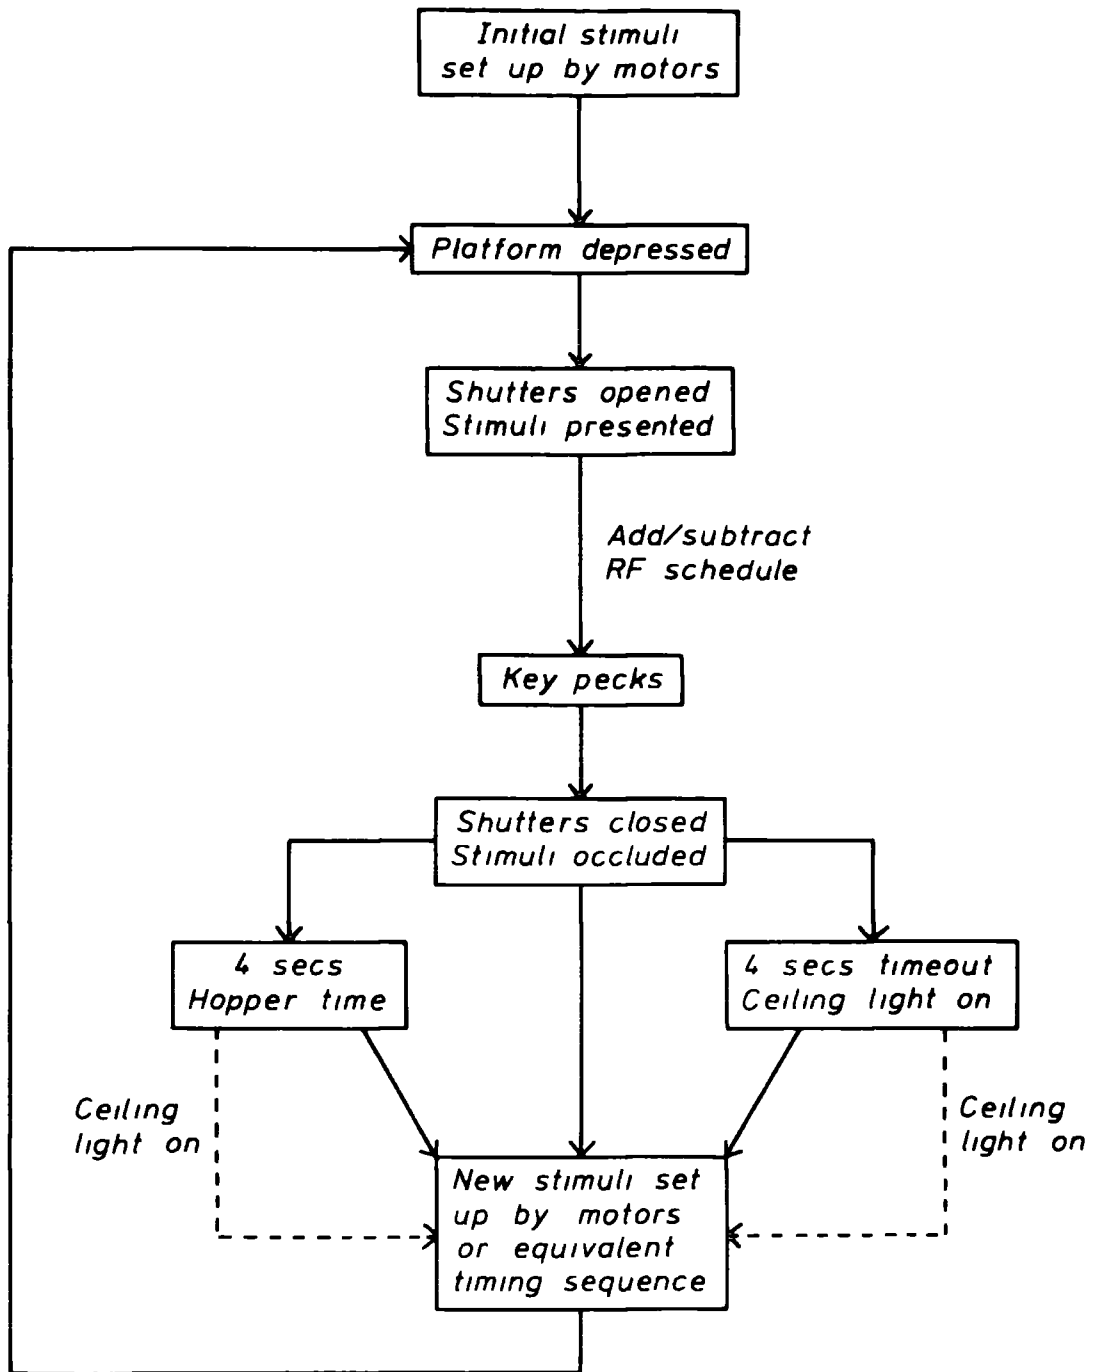 Initial stimuli
set up by motors
Platform depressed
Shutters opened
Stimuli presented
Add/subtract
RF schedule
Key pecks
Shutters closed
Stimuli occluded
4 secs
Hopper time
4 secs timeout
Ceiling light on
Ceiling
light on
Ceiling
light on
New stimuli set
up by motors
or equivalent
timing sequence